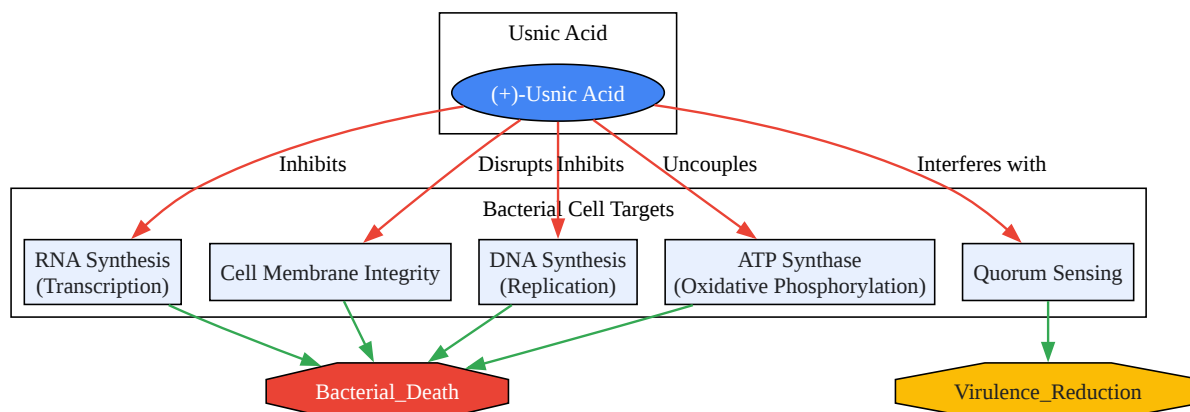 Usnic Acid
(+)-Usnic Acid
Inhibits
Disrupts
Inhibits
Uncouples
Interferes with
Bacterial Cell Targets
RNA Synthesis
(Transcription)
Cell Membrane Integrity
DNA Synthesis
(Replication)
ATP Synthase
(Oxidative Phosphorylation)
Quorum Sensing
Bacterial_Death
Virulence_Reduction